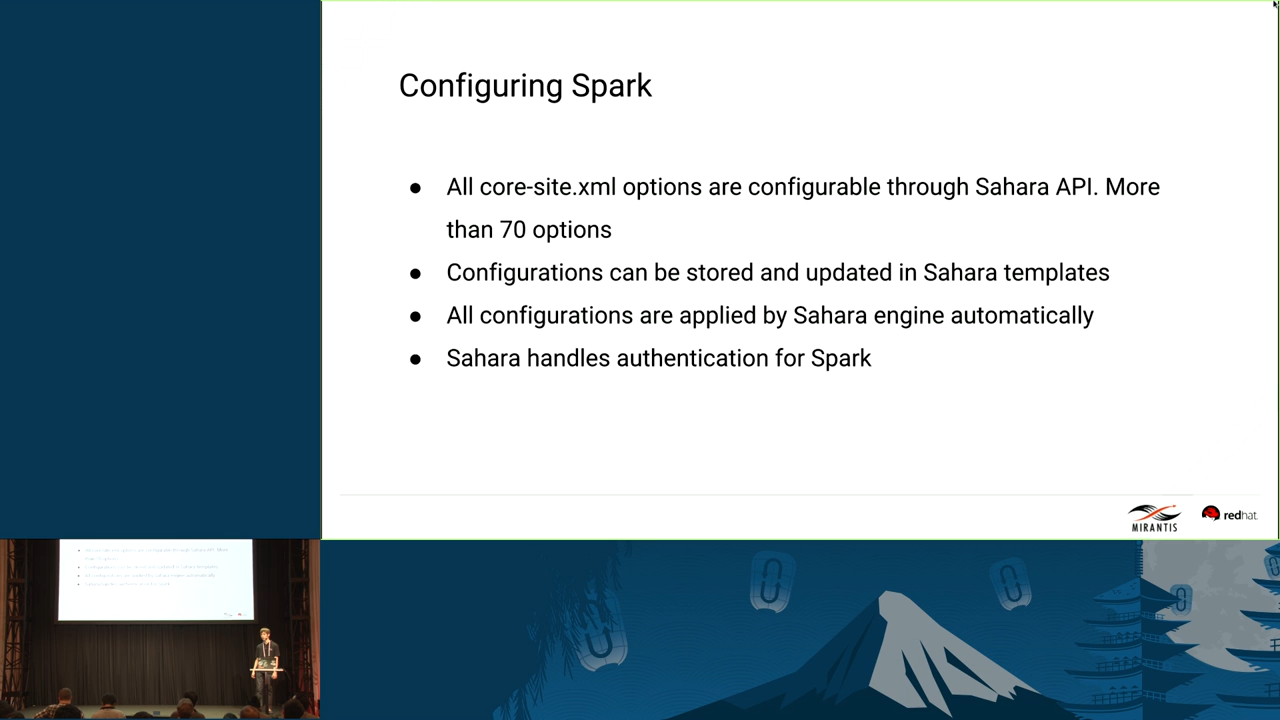 Configuring Spark
● All core-site.xml options are configurable through Sahara API. More
than 70 options
● Configurations can be stored and updated in Sahara templates
● All configurations are applied by Sahara engine automatically
● Sahara handles authentication for Spark
MIRANTIS
redhat.